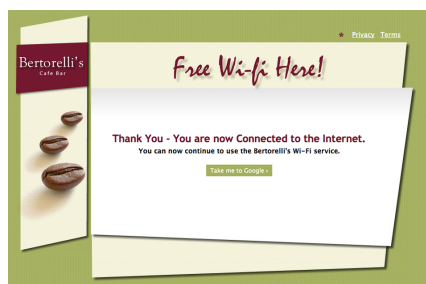 * Privacy Terms
Bertorelli's
Cafe Bar
Free Wi-fi Here!
Thank You - You are now Connected to the Internet.
You can now continue to use the Bertorelli's Wi-Fi service.
Take me to Google ›